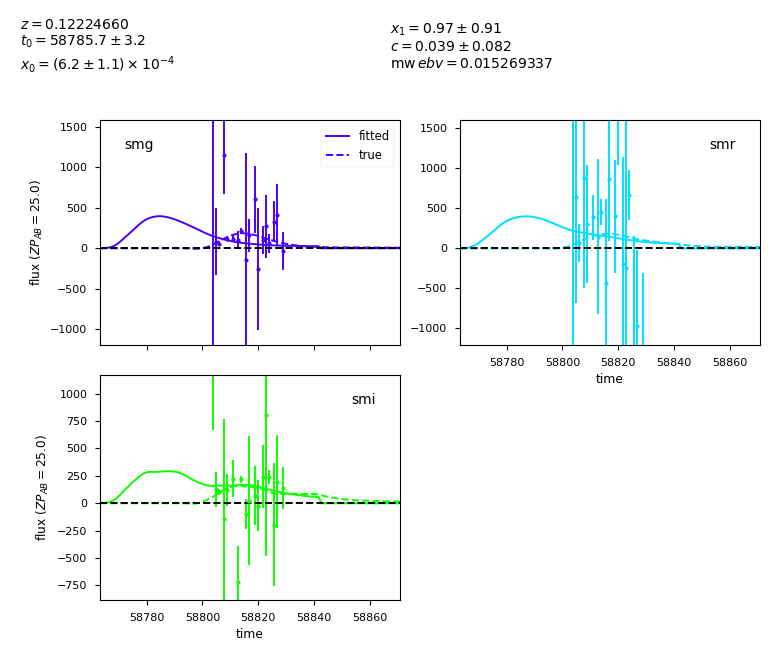 z = 0.12224660
t0 = 58785.7 ± 3.2
x0 = (6.2 ± 1.1) × 10^−4
x1 = 0.97 ± 0.91
c = 0.039 ± 0.082
mw ebv = 0.015269337
smg
fitted
true
1500
1000
500
0
−500
−1000
flux (ZP_AB = 25.0)
smr
1500
1000
500
0
−500
−1000
58780 58800 58820 58840 58860
time
smi
1000
750
500
250
0
−250
−500
−750
flux (ZP_AB = 25.0)
58780 58800 58820 58840 58860
time